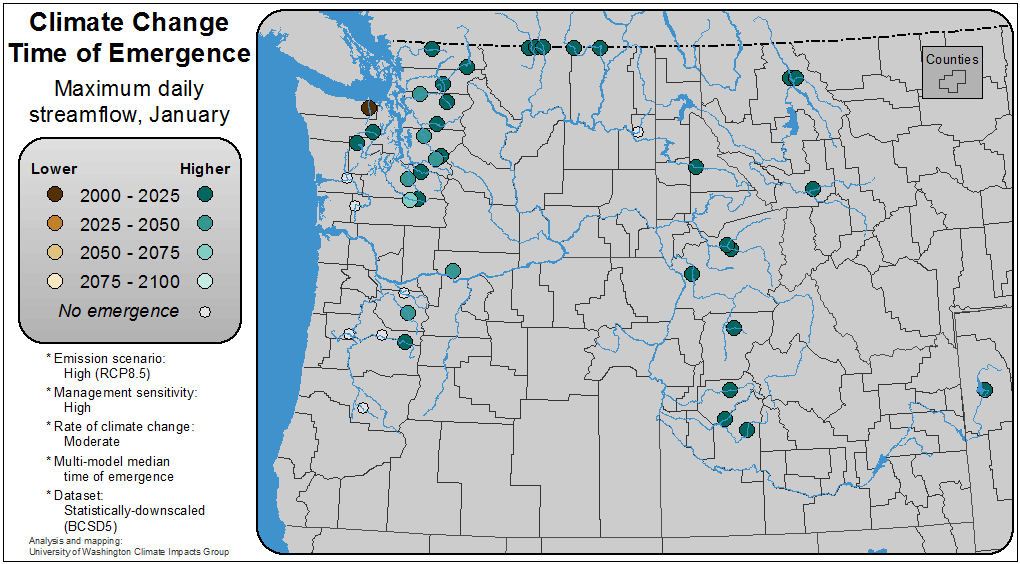 Climate Change
Time of Emergence
Maximum daily
streamflow, January
Lower Higher
2000 - 2025
2025 - 2050
2050 - 2075
2075 - 2100
No emergence
* Emission scenario:
High (RCP8.5)
* Management sensitivity:
High
* Rate of climate change:
Moderate
* Multi-model median
time of emergence
* Dataset:
Statistically-downscaled
(BCSD5)
Analysis and mapping:
University of Washington Climate Impacts Group
Counties